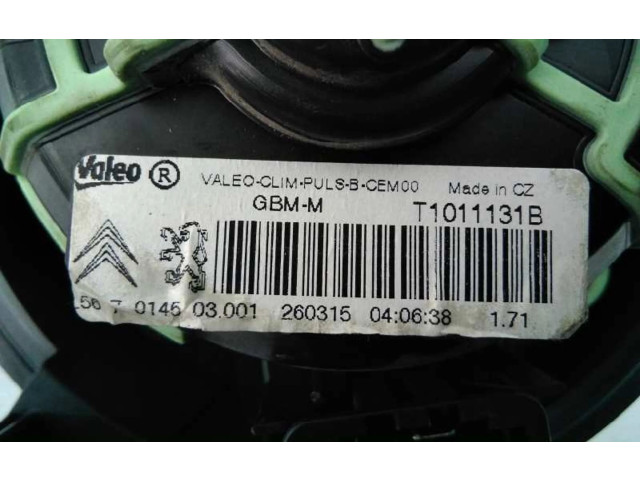 Valeo ® VALEO-CLIM-PULS-B-CEM00 Made in CZ
GBM-M T1011131B
7 0145 03.001 260315 04:06:38 1.71